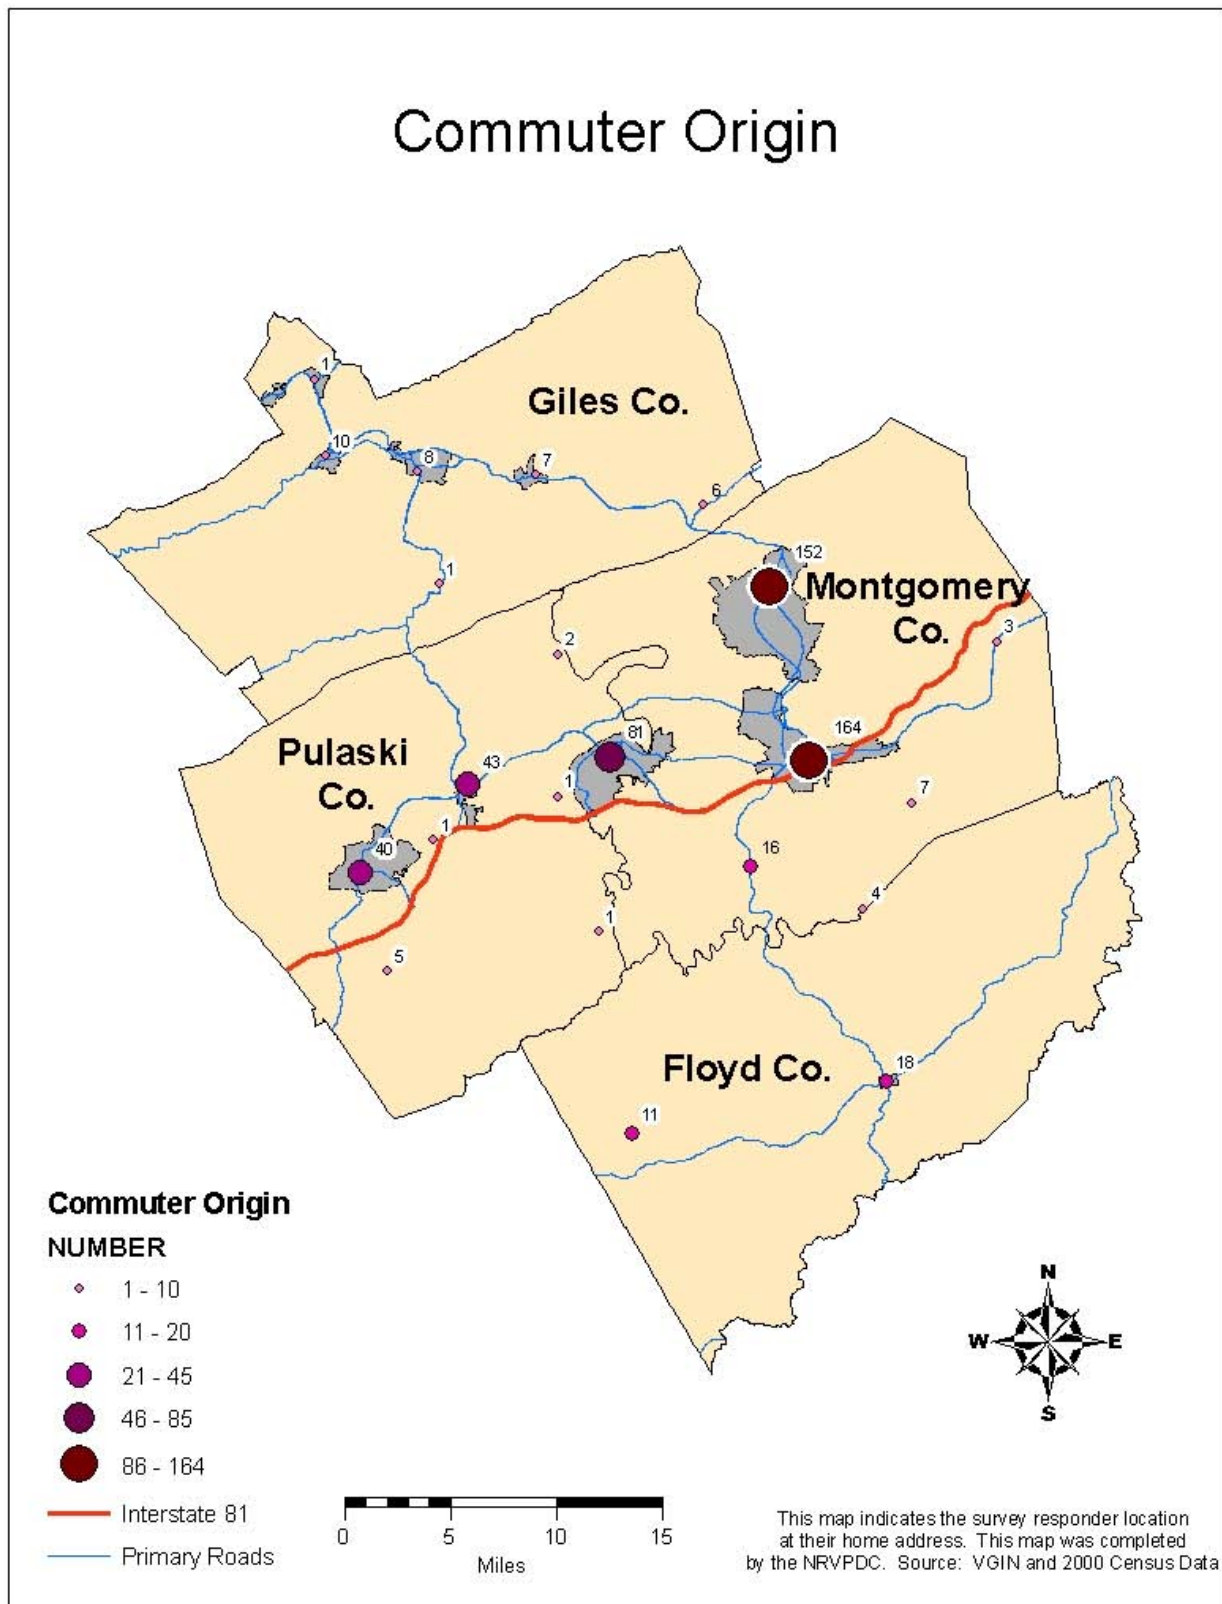 Commuter Origin
1
Giles Co.
10
8
7
6
1
152
Montgomery
Co.
3
2
164
81
Pulaski
Co.
43
1
7
1
40
16
4
1
5
Floyd Co.
18
11
Commuter Origin
NUMBER
1 - 10
11 - 20
21 - 45
46 - 85
86 - 164
Interstate 81
Primary Roads
0 5 10 15
Miles
N
W E
S
This map indicates the survey responder location
at their home address. This map was completed
by the NRVPDC. Source: VGIN and 2000 Census Data